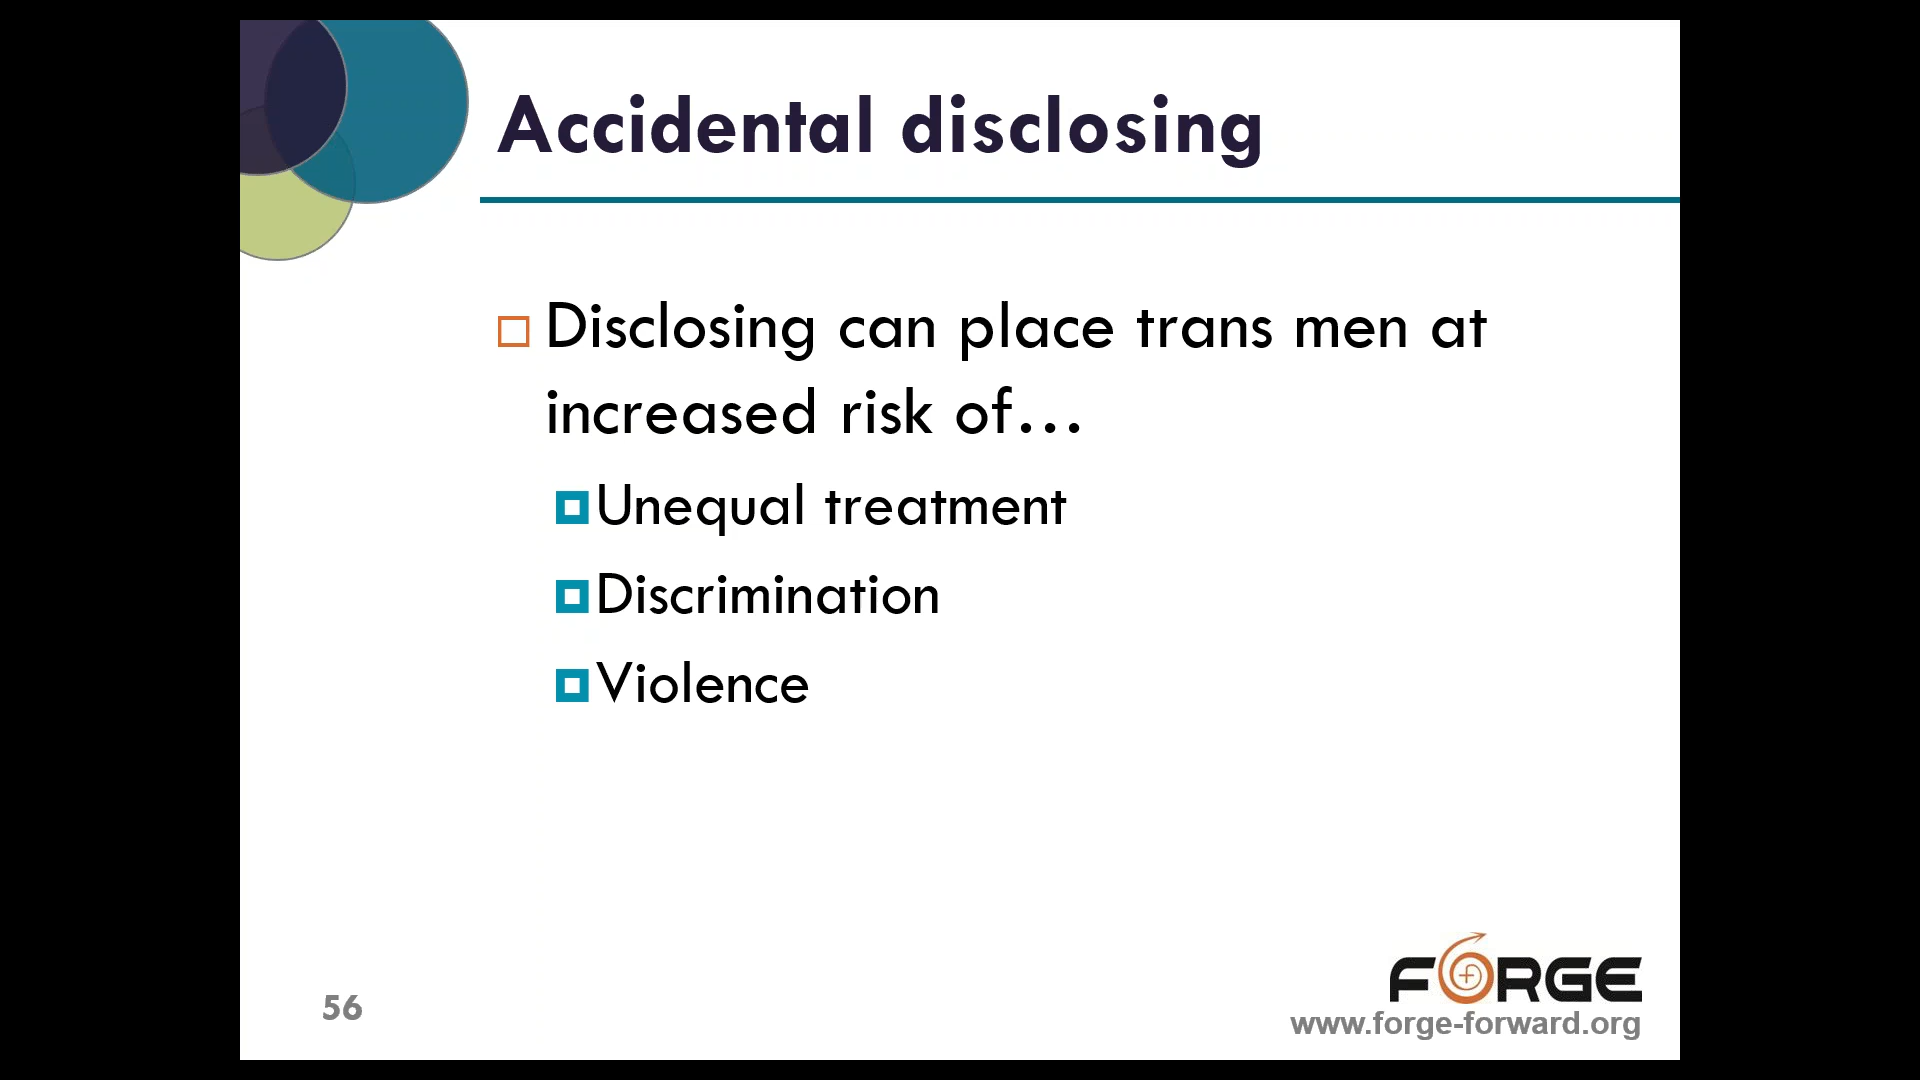 Accidental disclosing
Disclosing can place trans men at
increased risk of...
Unequal treatment
Discrimination
Violence
56
FORGE
www.forge-forward.org